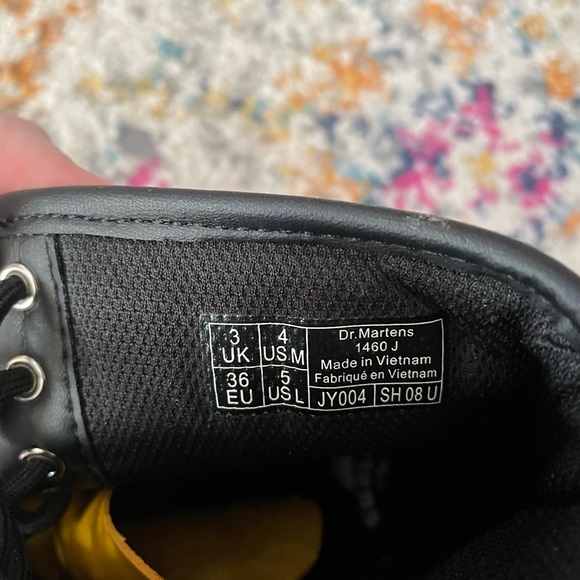 3 UK
4 US M
36 EU
5 US L
Dr.Martens
1460 J
Made in Vietnam
Fabriqué en Vietnam
JY004 SH 08 U